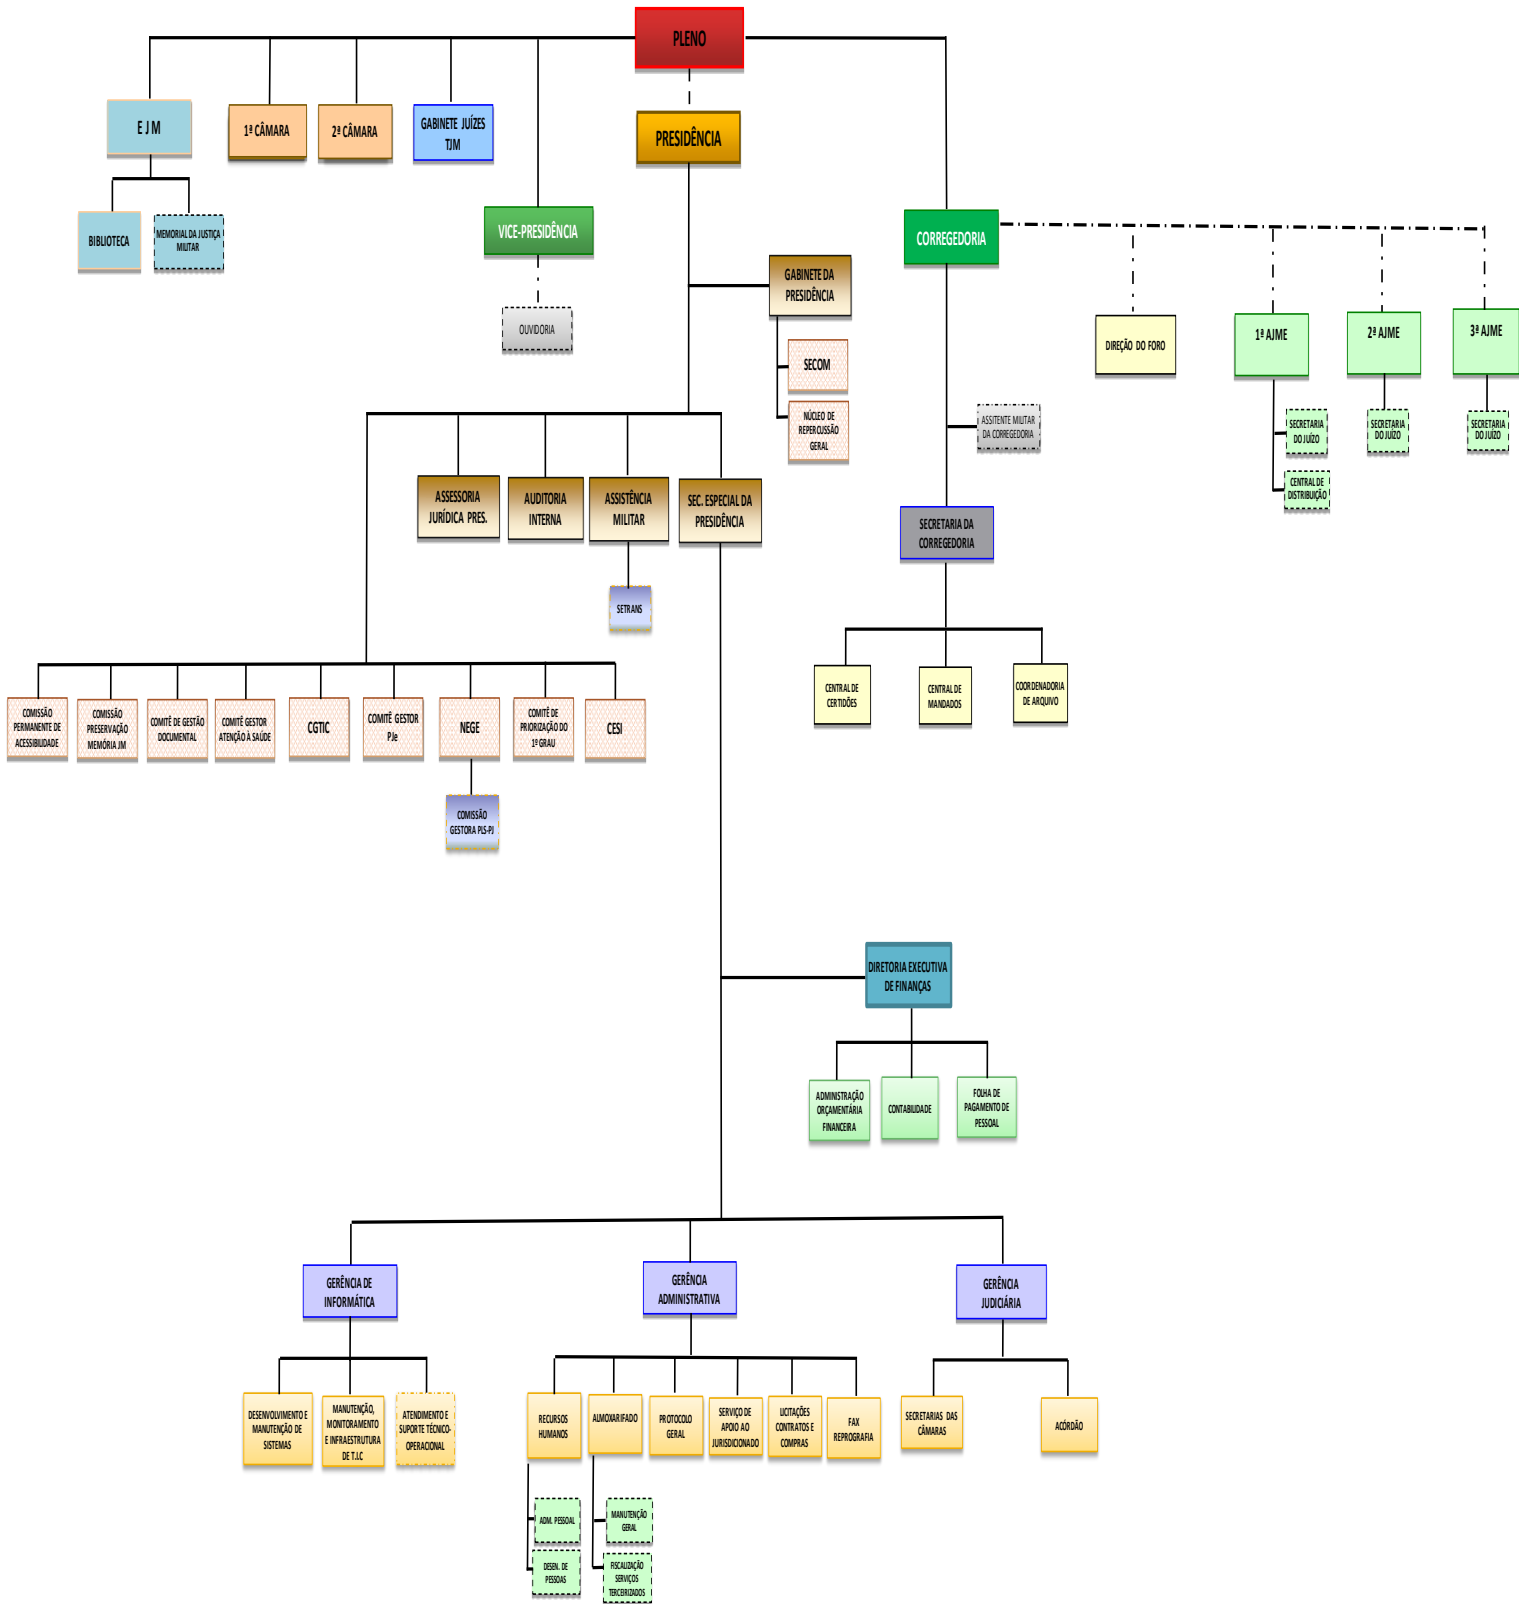 PLENO
E J M
1ª CÂMARA
2ª CÂMARA
GABINETE JUÍZES
TJM
PRESIDÊNCIA
BIBLIOTECA
MEMORIAL DA JUSTIÇA
MILITAR
VICE-PRESIDÊNCIA
OUVIDORIA
CORREGEDORIA
GABINETE DA
PRESIDÊNCIA
SECOM
NÚCLEO DE
REPERCUSSÃO
GERAL
DIREÇÃO DO FORO
1ª AJME
2ª AJME
3ª AJME
SECRETARIA
DO JUÍZO
CENTRAL DE
DISTRIBUIÇÃO
SECRETARIA
DO JUÍZO
SECRETARIA
DO JUÍZO
ASSITENTE MILITAR
DA CORREGEDORIA
ASSESSORIA
JURÍDICA PRES.
AUDITORIA
INTERNA
ASSISTÊNCIA
MILITAR
SEC. ESPECIAL DA
PRESIDÊNCIA
SETRANS
SECRETARIA DA
CORREGEDORIA
CENTRAL DE
CERTIDÕES
CENTRAL DE
MANDADOS
COORDENADORIA
DE ARQUIVO
COMISSÃO
PERMANENTE DE
ACESSIBILIDADE
COMISSÃO
PRESERVAÇÃO
MEMÓRIA JM
COMITÊ DE GESTÃO
DOCUMENTAL
COMITÊ GESTOR
ATENÇÃO À SAÚDE
CGTIC
COMITÊ GESTOR
PJe
NEGE
COMITÊ DE
PRIORIZAÇÃO DO
1º GRAU
CESI
COMISSÃO
GESTORA PLS-PJ
DIRETORIA EXECUTIVA
DE FINANÇAS
ADMINISTRAÇÃO
ORÇAMENTÁRIA
FINANCEIRA
CONTABILIDADE
FOLHA DE
PAGAMENTO DE
PESSOAL
GERÊNCIA DE
INFORMÁTICA
GERÊNCIA
ADMINISTRATIVA
GERÊNCIA
JUDICIÁRIA
DESENVOLVIMENTO E
MANUTENÇÃO DE
SISTEMAS
MANUTENÇÃO,
MONITORAMENTO
E INFRAESTRUTURA
DE T.I.C
ATENDIMENTO E
SUPORTE TÉCNICO-
OPERACIONAL
RECURSOS
HUMANOS
ALMOXARIFADO
PROTOCOLO
GERAL
SERVIÇO DE
APOIO AO
JURISDICIONADO
LICITAÇÕES
CONTRATOS E
COMPRAS
FAX
REPROGRAFIA
SECRETARIAS DAS
CÂMARAS
ACÓRDÃO
ADM. PESSOAL
DESEN. DE
PESSOAS
MANUTENÇÃO
GERAL
FISCALIZAÇÃO
SERVIÇOS
TERCEIRIZADOS